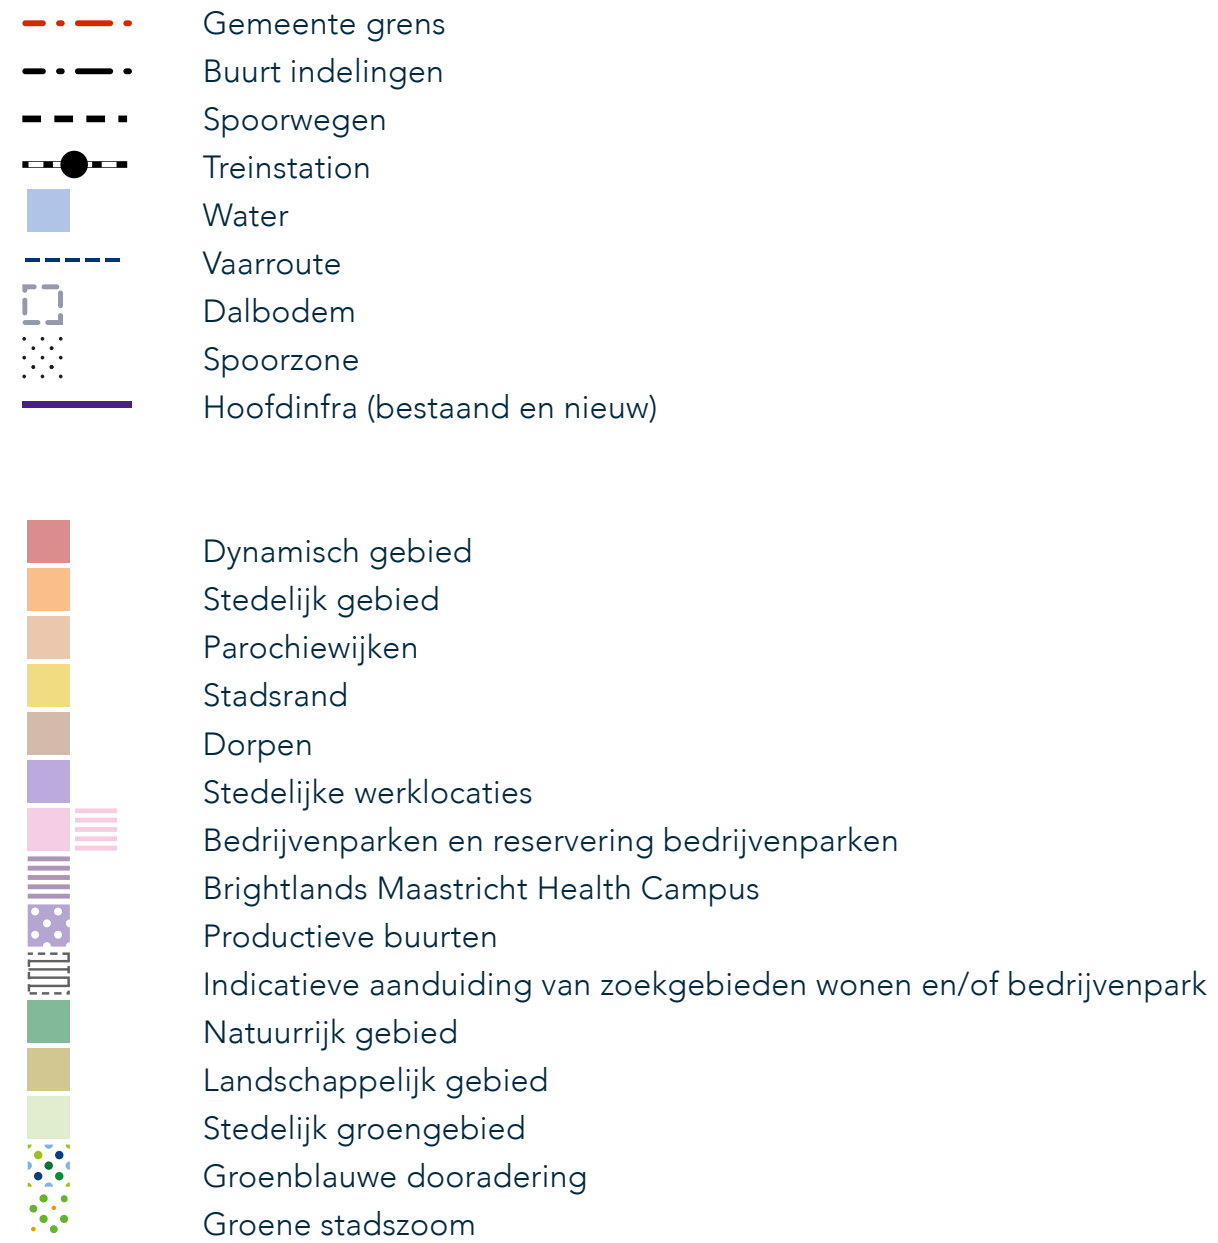 Gemeente grens
Buurt indelingen
Spoorwegen
Treinstation
Water
Vaarroute
Dalbodem
Spoorzone
Hoofdinfra (bestaand en nieuw)
Dynamisch gebied
Stedelijk gebied
Parochiewijken
Stadsrand
Dorpen
Stedelijke werklocaties
Bedrijvenparken en reservering bedrijvenparken
Brightlands Maastricht Health Campus
Productieve buurten
Indicatieve aanduiding van zoekgebieden wonen en/of bedrijvenpark
Natuurrijk gebied
Landschappelijk gebied
Stedelijk groengebied
Groenblauwe dooradering
Groene stadszoom